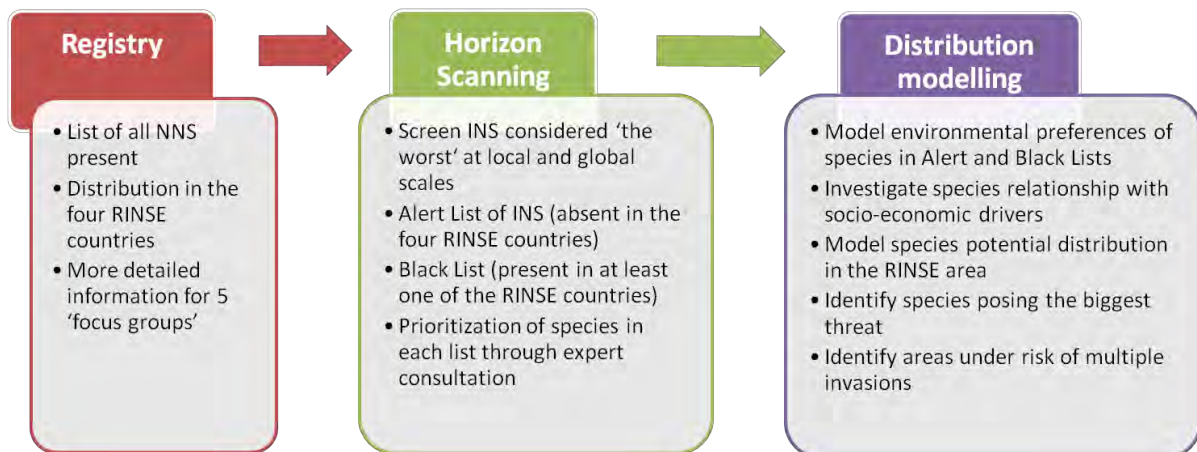 Registry
• List of all NNS
present
• Distribution in the
four RINSE
countries
• More detailed
information for 5
'focus groups'
Horizon
Scanning
• Screen INS considered ‘the
worst‘ at local and global
scales
• Alert List of INS (absent in the
four RINSE countries)
• Black List (present in at least
one of the RINSE countries)
• Prioritization of species in
each list through expert
consultation
Distribution
modelling
• Model environmental preferences of
species in Alert and Black Lists
• Investigate species relationship with
socio-economic drivers
• Model species potential distribution
in the RINSE area
• Identify species posing the biggest
threat
• Identify areas under risk of multiple
invasions